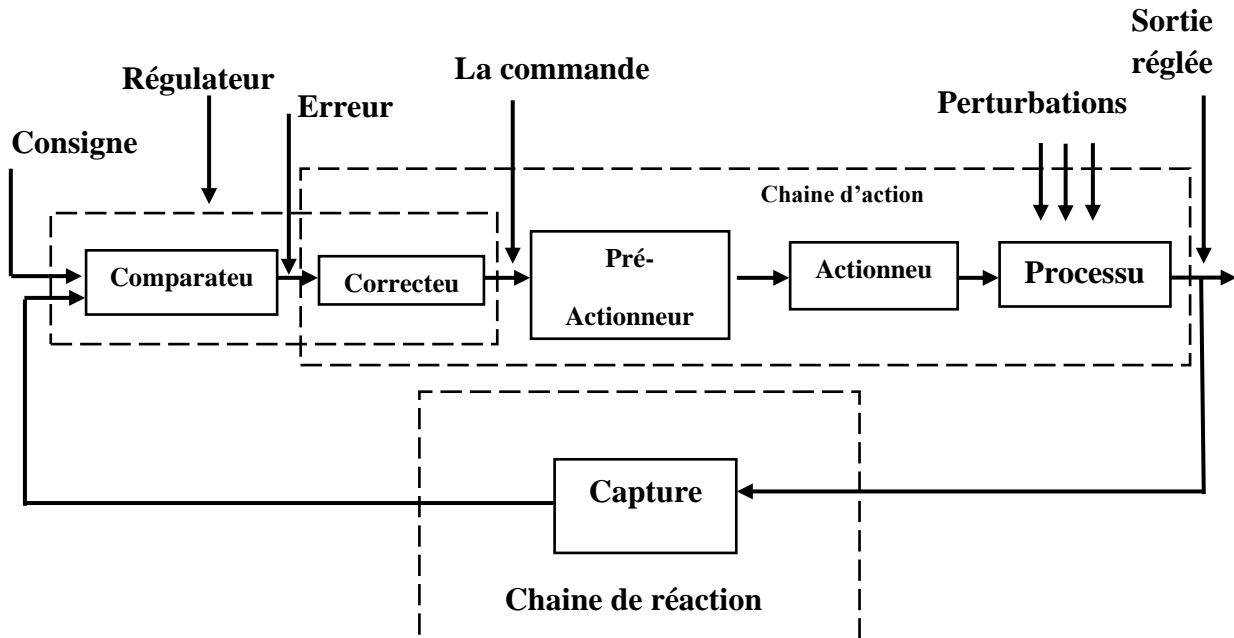 Sortie
réglée
La commande
Régulateur
Erreur
Perturbations
Consigne
Chaine d'action
Comparateu
Correcteu
Pré-
Actionneur
Actionneu
Processu
Capture
Chaine de réaction